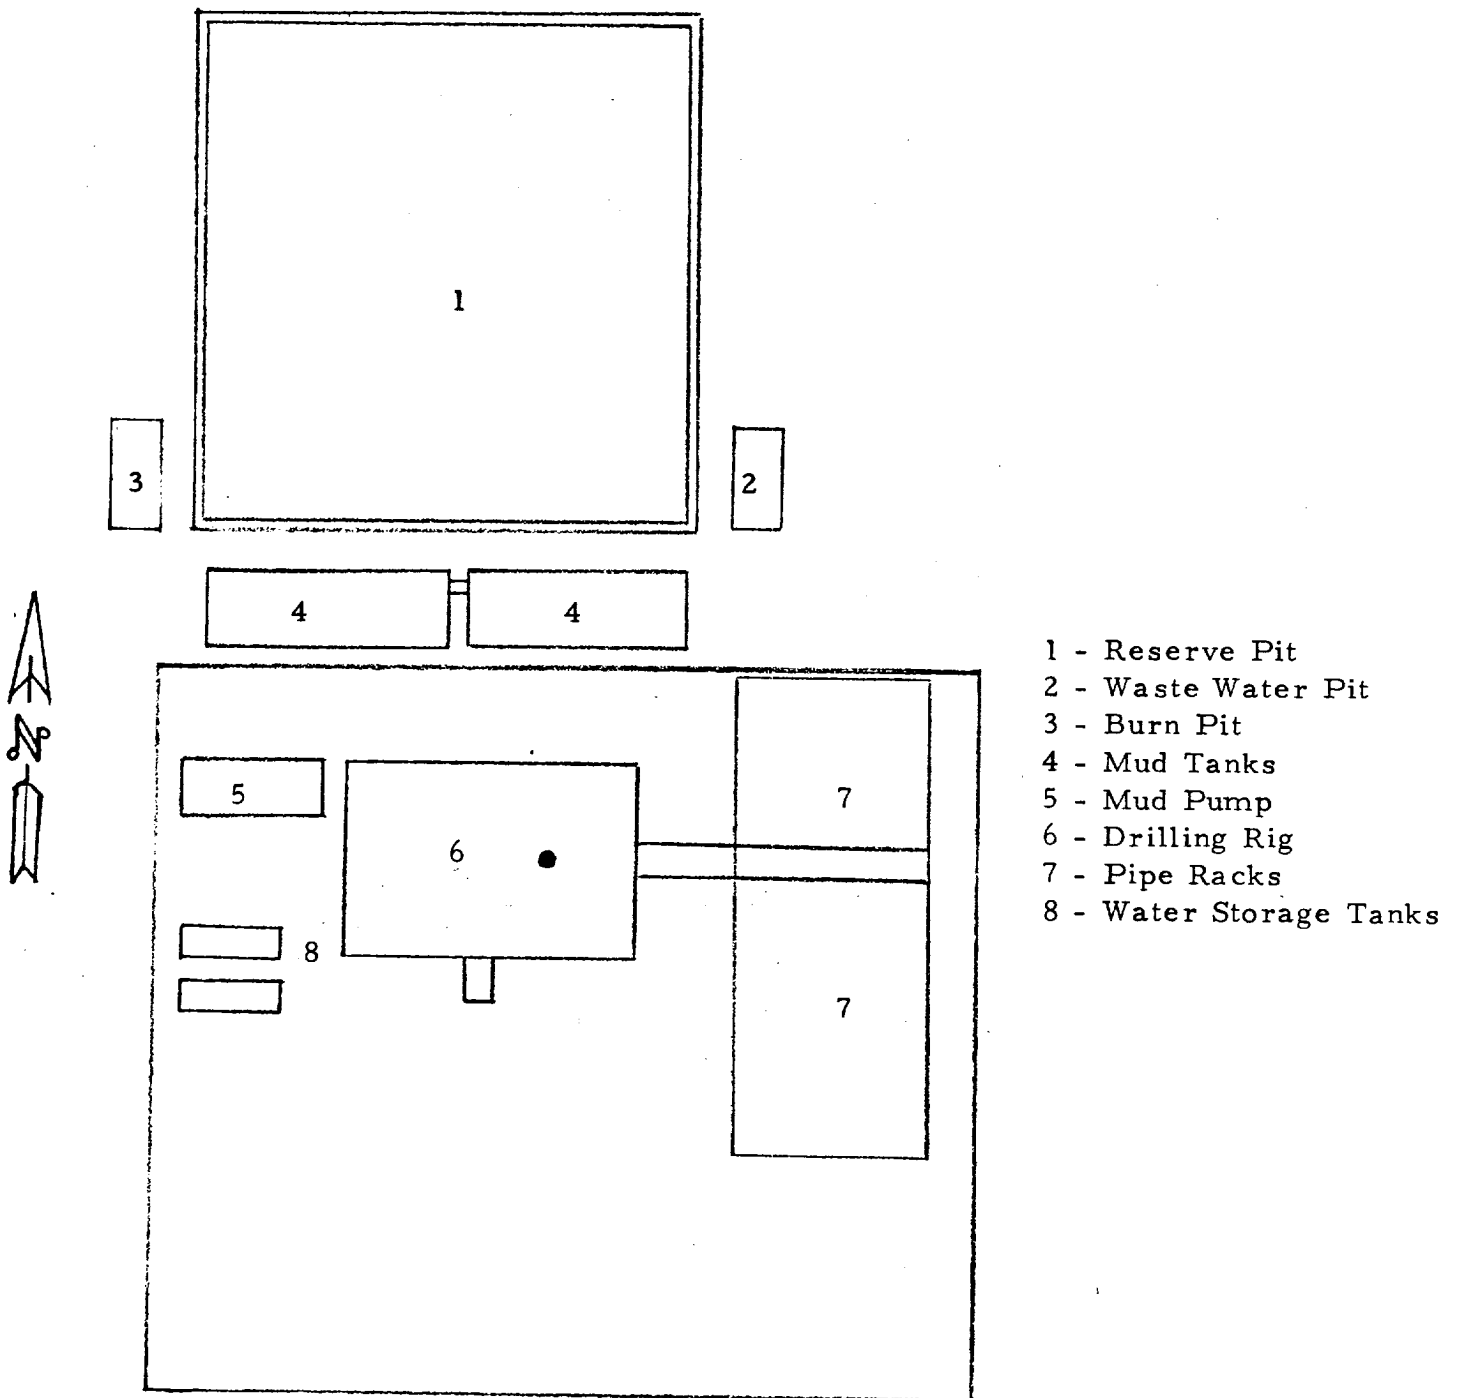 1
3
2
4 4
N
5
6
7
8
7
1 - Reserve Pit
2 - Waste Water Pit
3 - Burn Pit
4 - Mud Tanks
5 - Mud Pump
6 - Drilling Rig
7 - Pipe Racks
8 - Water Storage Tanks